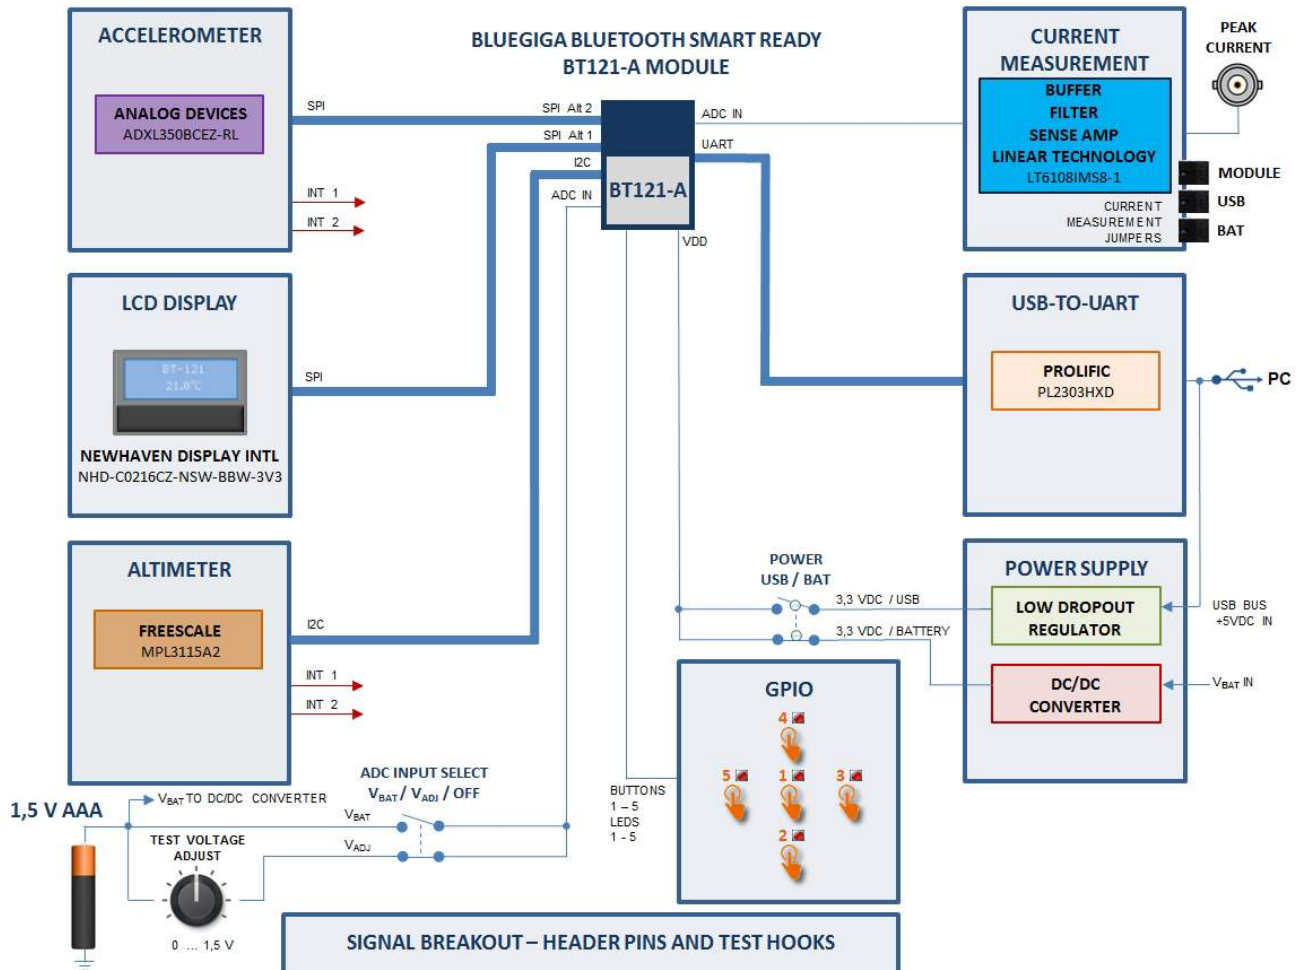 ACCELEROMETER
ANALOG DEVICES
ADXL350BCEZ-RL
SPI
INT 1
INT 2
BLUEGIGA BLUETOOTH SMART READY
BT121-A MODULE
SPI Alt 2
SPI Alt 1
I2C
ADC IN
BT121-A
ADC IN
UART
VDD
CURRENT
MEASUREMENT
BUFFER
FILTER
SENSE AMP
LINEAR TECHNOLOGY
LT6108IMS8-1
CURRENT
MEASUREMENT
JUMPERS
PEAK
CURRENT
MODULE
USB
BAT
LCD DISPLAY
BT-121
21.0°C
SPI
NEWHAVEN DISPLAY INTL
NHD-C0216CZ-NSW-BBW-3V3
USB-TO-UART
PROLIFIC
PL2303HXD
PC
ALTIMETER
FREESCALE
MPL3115A2
I2C
INT 1
INT 2
POWER
USB / BAT
3,3 VDC / USB
3,3 VDC / BATTERY
POWER SUPPLY
LOW DROPOUT
REGULATOR
DC/DC
CONVERTER
USB BUS
+5VDC IN
VBAT IN
GPIO
4
5
1
3
2
BUTTONS
1 – 5
LEDS
1 – 5
ADC INPUT SELECT
VBAT / VADJ / OFF
VBAT
VADJ
1,5 V AAA
VBAT TO DC/DC CONVERTER
TEST VOLTAGE
ADJUST
0 ... 1,5 V
SIGNAL BREAKOUT – HEADER PINS AND TEST HOOKS